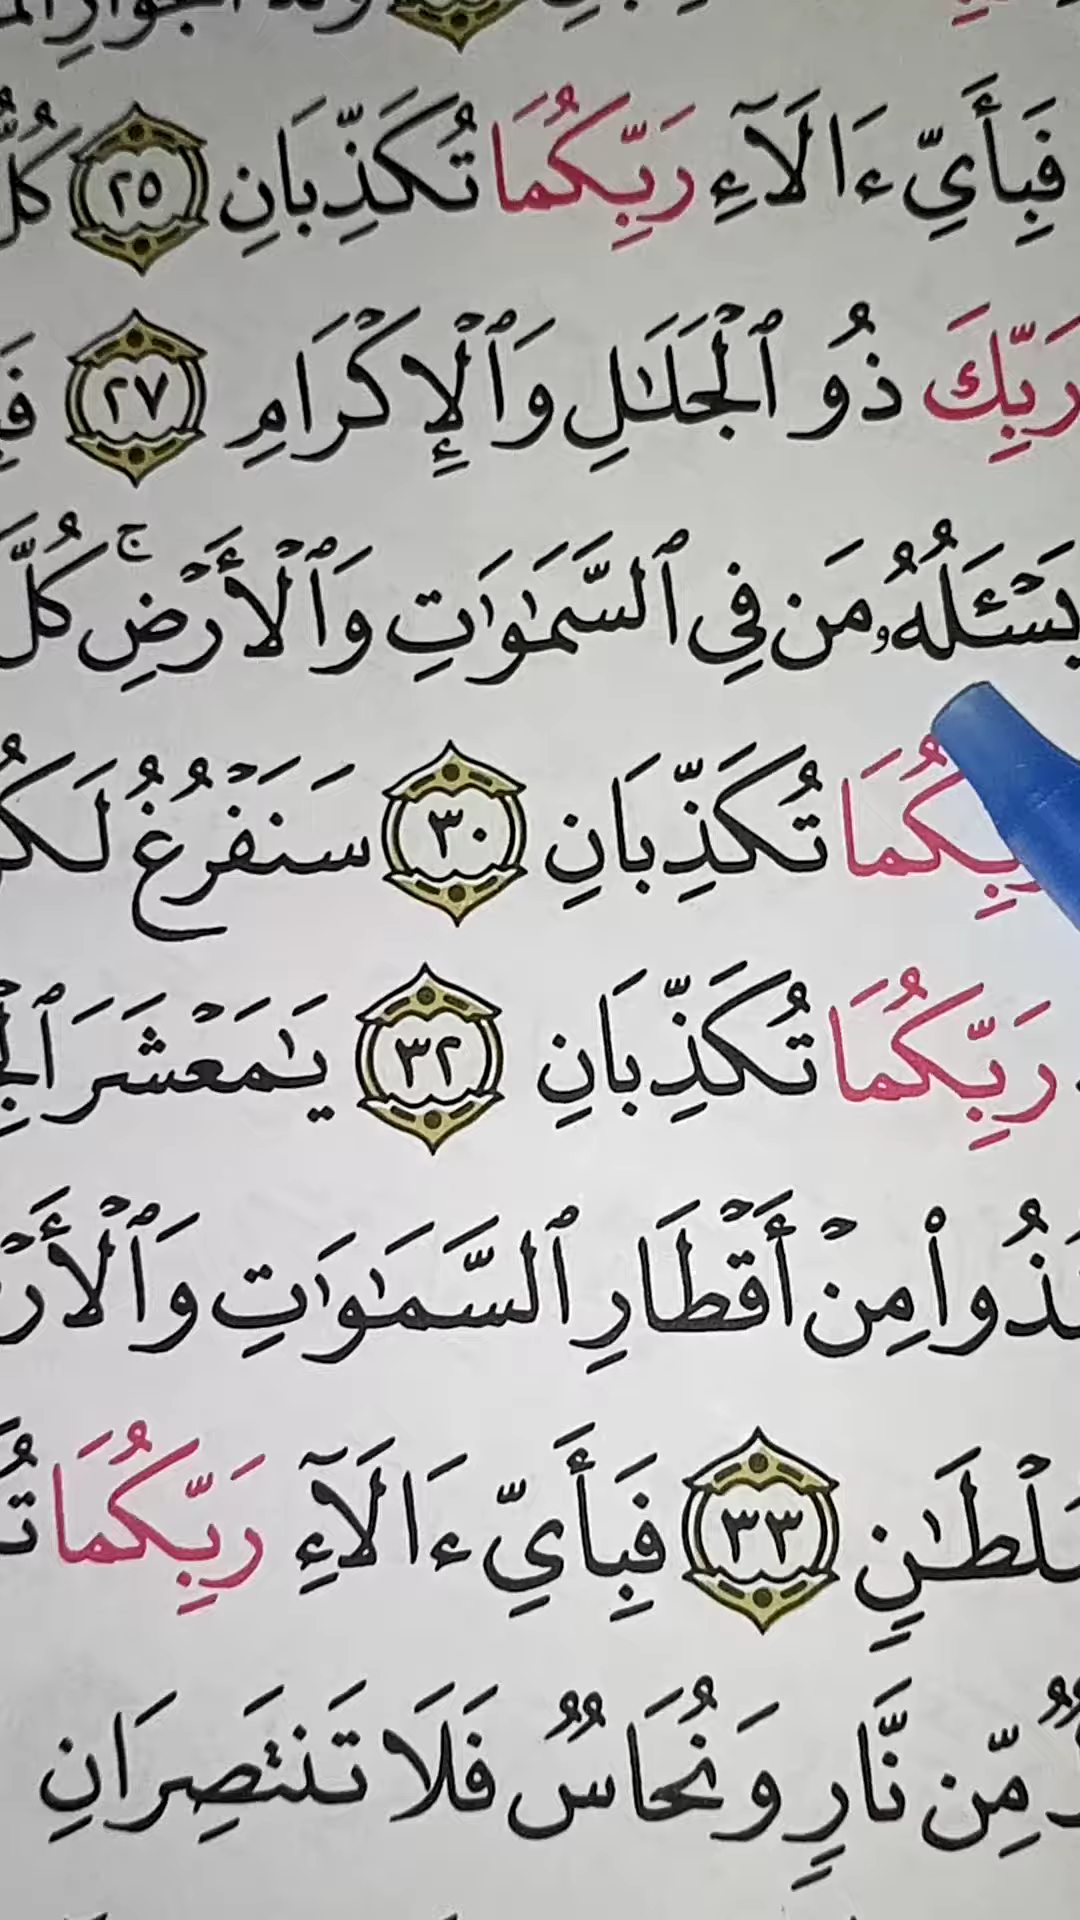 فَبِأَيِّ ءَالَآءِ رَبِّكُمَا تُكَذِّبَانِ ٢٥
رَبِّكَ ذُو ٱلْجَلَٰلِ وَٱلْإِكْرَامِ ٢٧
يَسْـَٔلُهُۥ مَن فِي ٱلسَّمَٰوَٰتِ وَٱلْأَرْضِ ۚ كُلَّ
تُكَذِّبَانِ ٣٠ سَنَفْرُغُ
رَبِّكُمَا تُكَذِّبَانِ ٣٢ يَٰمَعْشَرَ
مِنْ أَقْطَارِ ٱلسَّمَٰوَٰتِ
٣٣ فَبِأَيِّ ءَالَآءِ رَبِّكُمَا
مِّن نَّارٍ وَنُحَاسٌ فَلَا تَنتَصِرَانِ